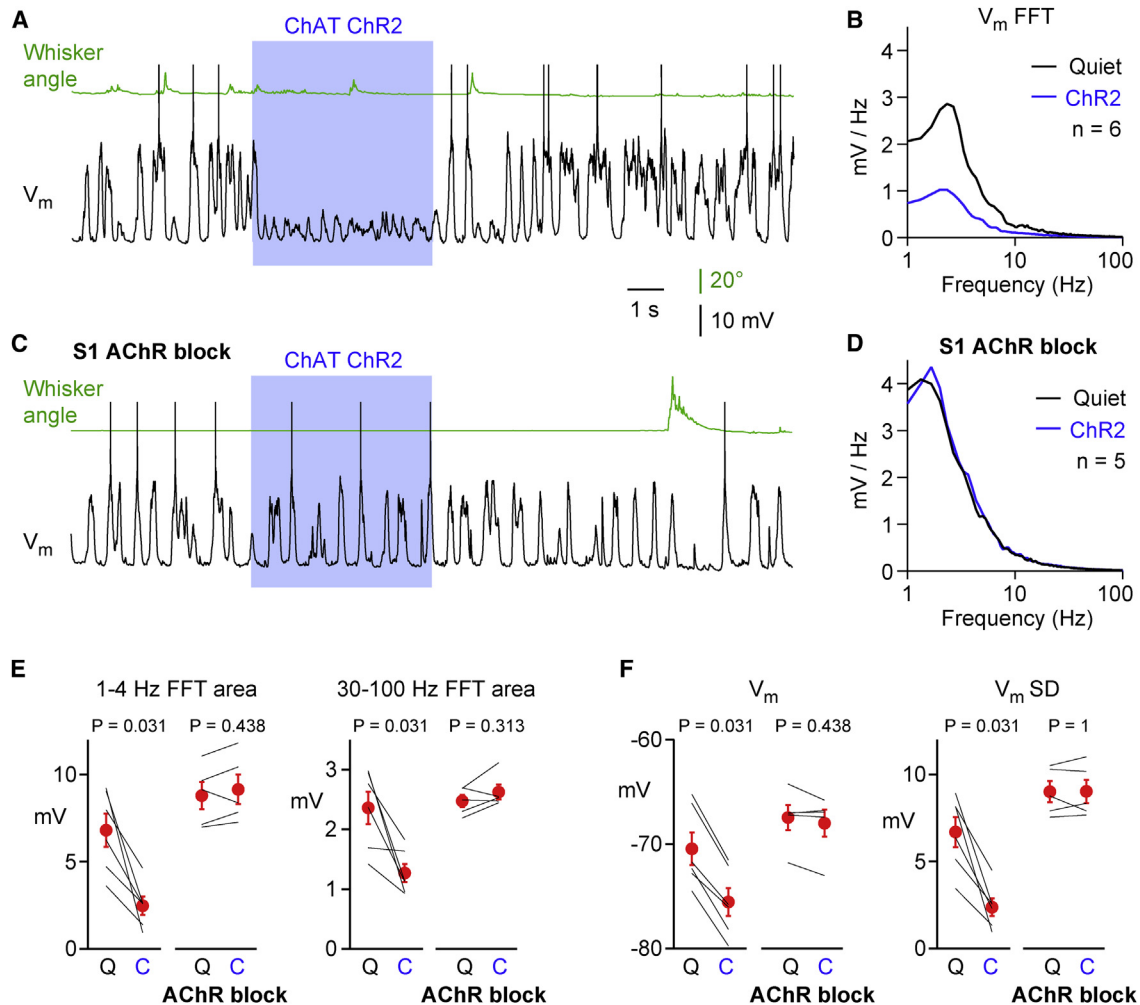 A
ChAT ChR2
Whisker
angle
Vm
1 s
20°
10 mV
B
Vm FFT
4
3
2
1
0
mV / Hz
Quiet
ChR2
n = 6
1
10
100
Frequency (Hz)
C
S1 AChR block
ChAT ChR2
Whisker
angle
Vm
D
S1 AChR block
4
3
2
1
0
mV / Hz
Quiet
ChR2
n = 5
1
10
100
Frequency (Hz)
E
1-4 Hz FFT area
P = 0.031
P = 0.438
10
5
0
mV
Q
C
Q
C
AChR block
30-100 Hz FFT area
P = 0.031
P = 0.313
3
2
1
0
mV
Q
C
Q
C
AChR block
F
Vm
P = 0.031
P = 0.438
-60
-70
-80
mV
Q
C
Q
C
AChR block
Vm SD
P = 0.031
P = 1
10
5
0
mV
Q
C
Q
C
AChR block